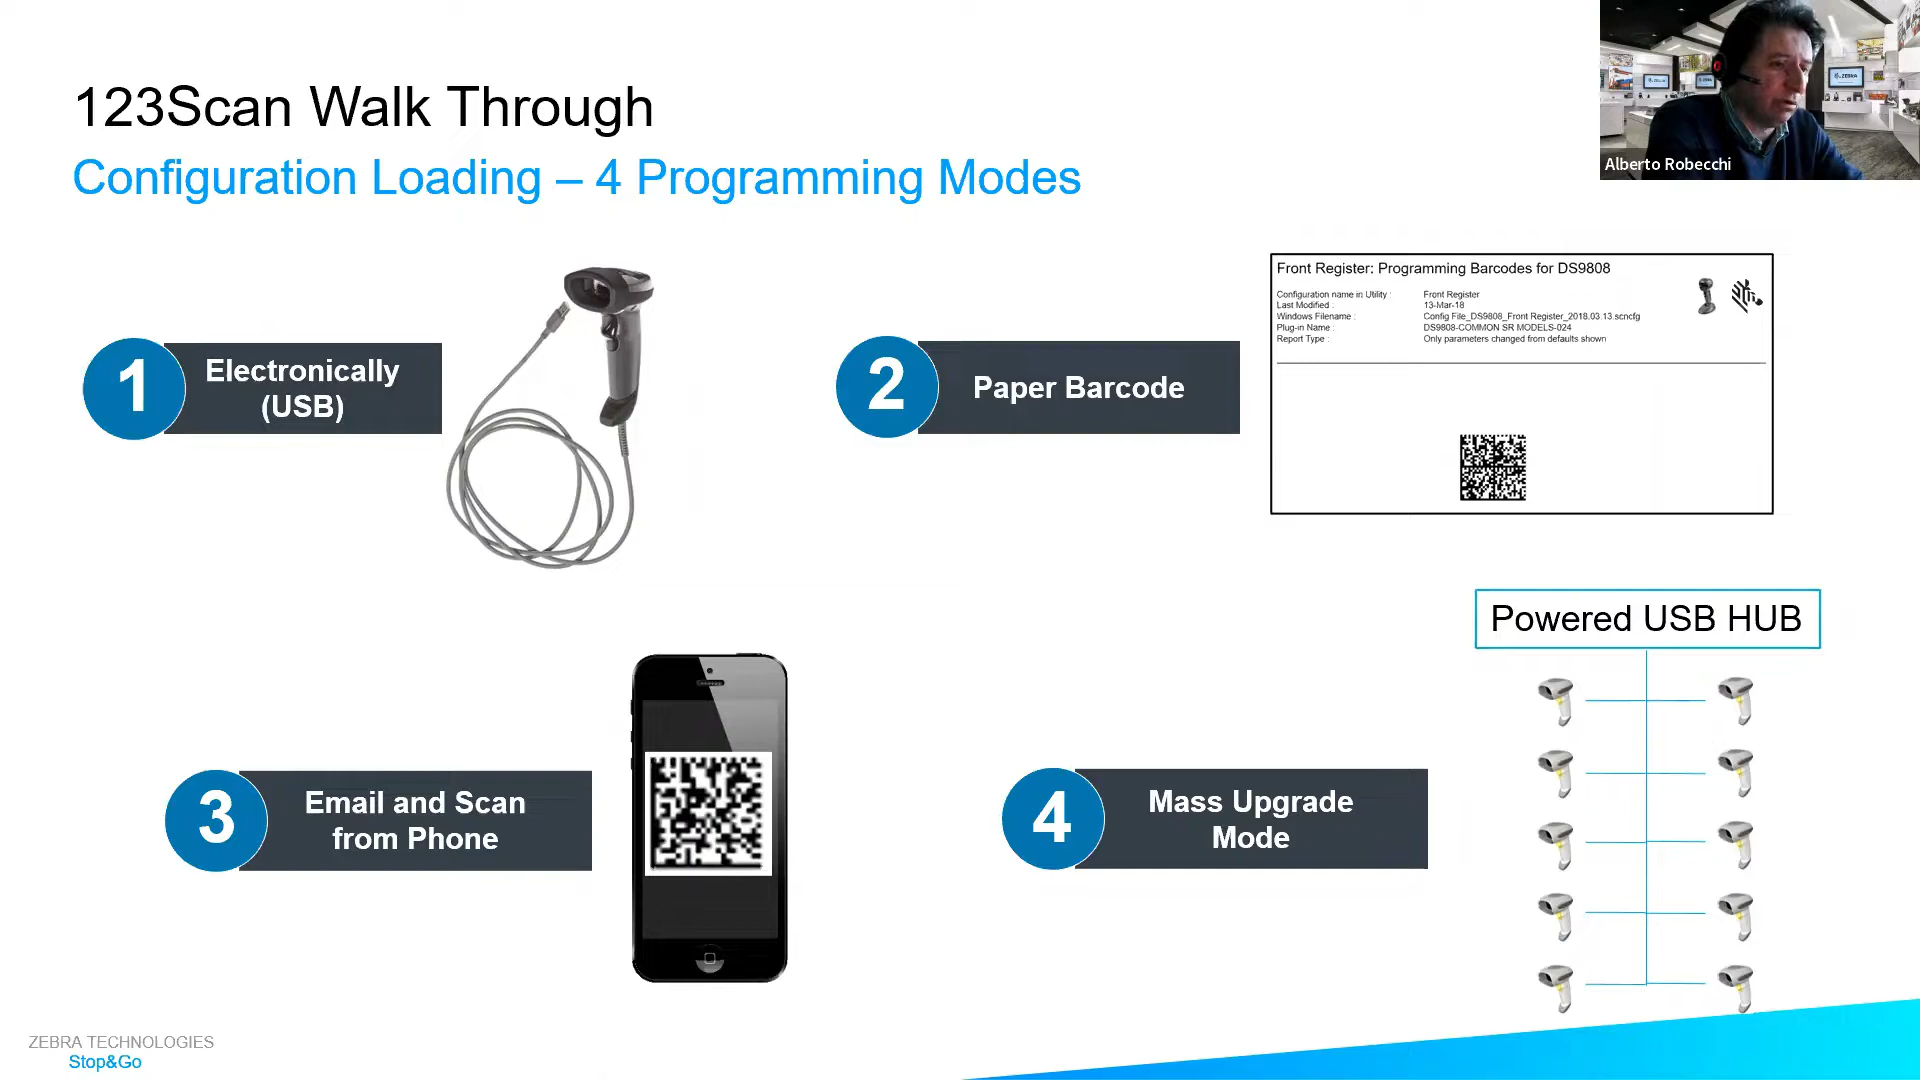 123Scan Walk Through
Configuration Loading – 4 Programming Modes
Alberto Robecchi
ZEBRA
1
Electronically
(USB)
2
Paper Barcode
Front Register: Programming Barcodes for DS9808
Configuration name in Utility : Front Register
Last Modified : 13-Mar-18
Windows Filename : Config File_DS9808_Front Register_2018.03.13.scncfg
Plug-in Name : DS9808-COMMON SR MODELS-024
Report Type : Only parameters changed from defaults shown
3
Email and Scan
from Phone
4
Mass Upgrade
Mode
Powered USB HUB
ZEBRA TECHNOLOGIES
Stop&Go